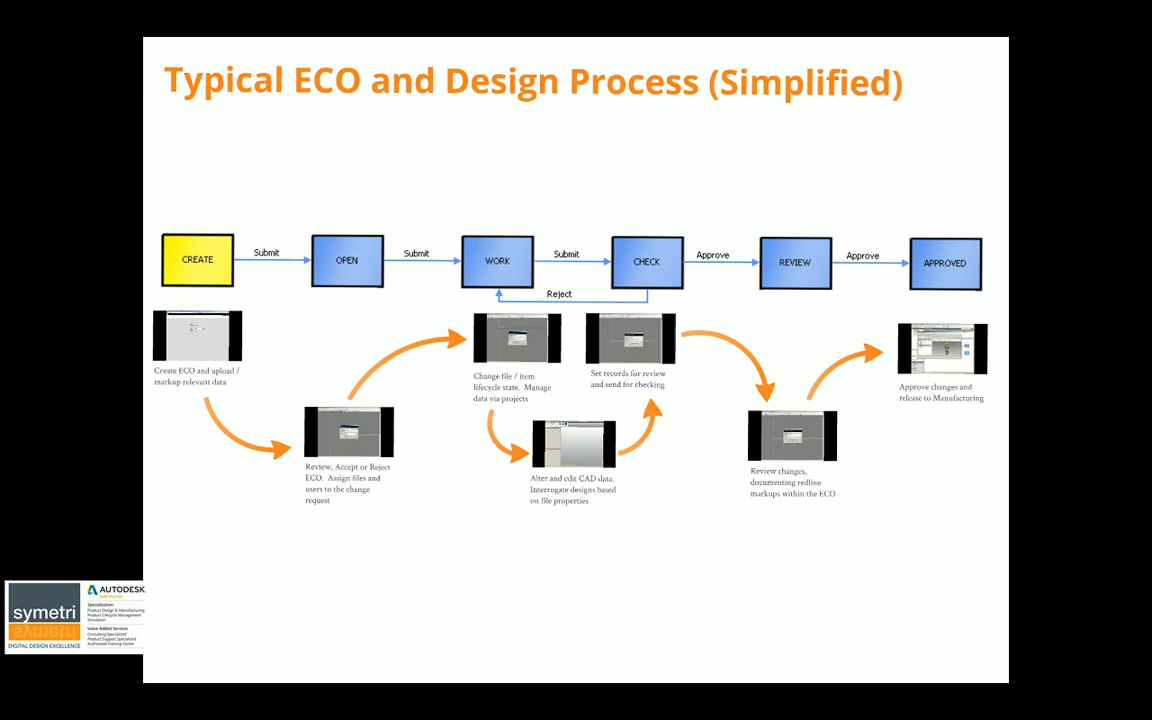 Typical ECO and Design Process (Simplified)
CREATE
Submit
OPEN
Submit
WORK
Submit
CHECK
Approve
REVIEW
Approve
APPROVED
Reject
Create ECO and upload /
markup relevant data
Review, Accept or Reject
ECO. Assign files and
users to the change
request
Change file / item
lifecycle state. Manage
data via projects
Alter and edit CAD data.
Interrogate designs based
on file properties
Set records for review
and send for checking
Review changes,
documenting redline
markups within the ECO
Approve changes and
release to Manufacturing
symetri
DIGITAL DESIGN EXCELLENCE
AUTODESK
Gold Partner
Specialization
Product Design & Manufacturing
Product Lifecycle Management
Simulation
Value Added Services
Consulting Specialized
Product Support Specialized
Authorized Training Center